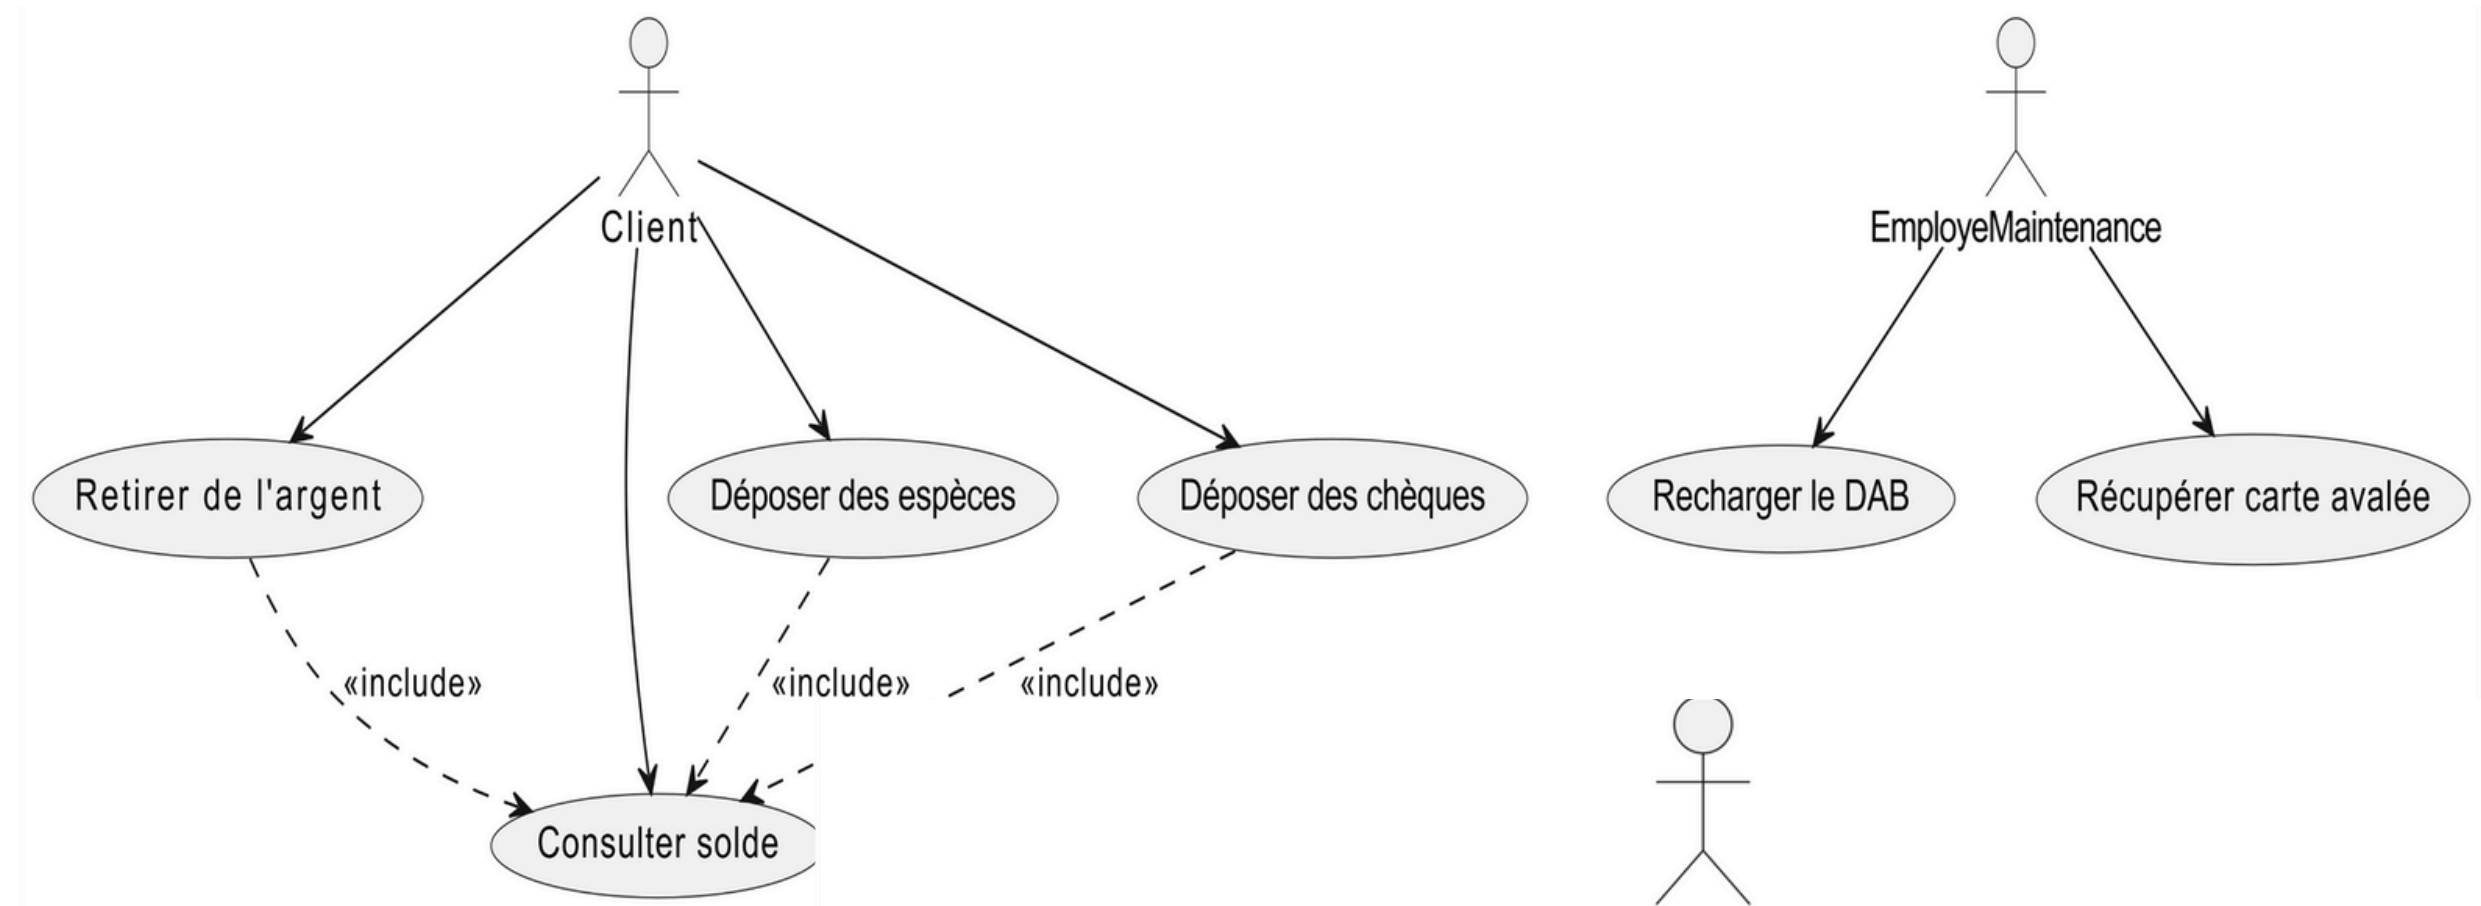 Client
EmployeMaintenance
Retirer de l'argent
Déposer des espèces
Déposer des chèques
Recharger le DAB
Récupérer carte avalée
«include»
«include»
«include»
Consulter solde